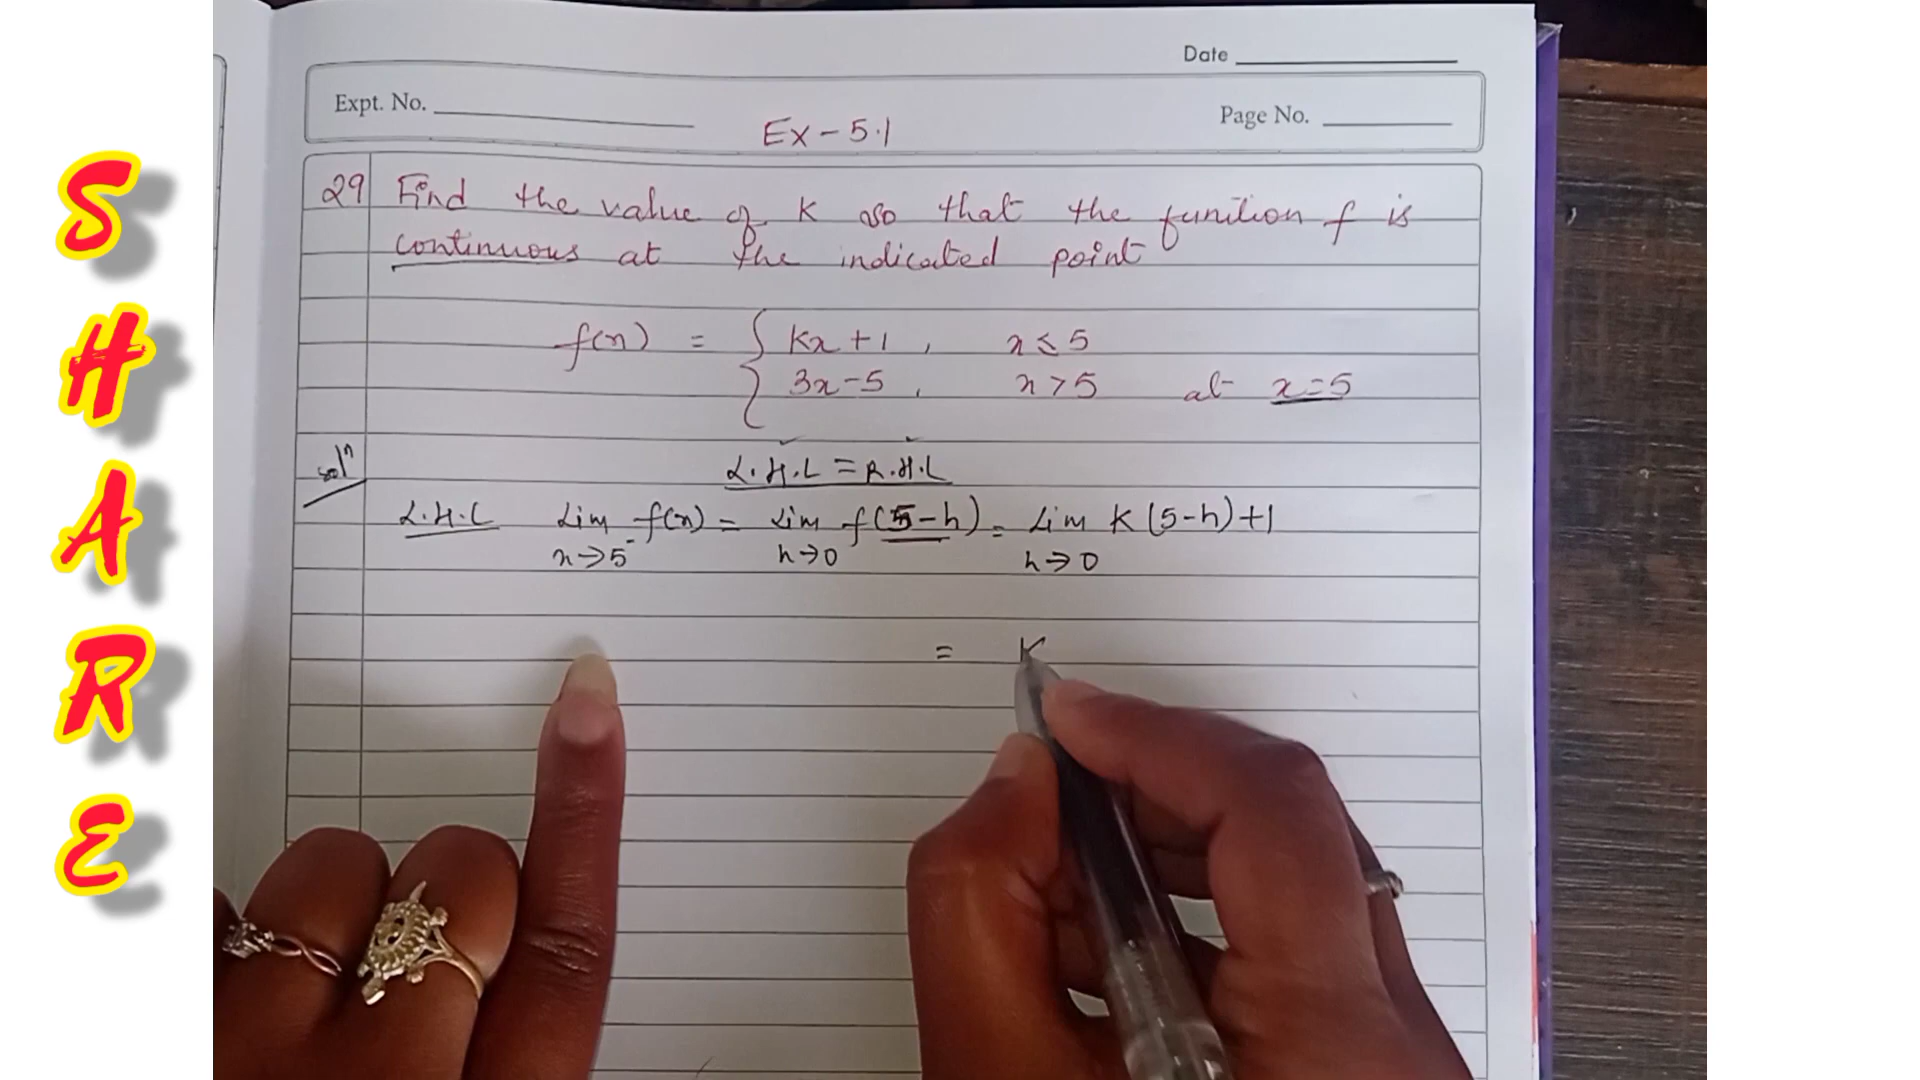 S
H
A
R
E
Date
Expt. No.
Page No.
Ex - 5.1
29 Find the value of K so that the function f is
continuous at the indicated point
f(x) = { Kx + 1 , x ≤ 5
3x - 5 , x > 5 at x = 5
Solⁿ
L.H.L = R.H.L
L.H.L Lim f(x) = Lim f(5-h) = Lim K(5-h)+1
x→5⁻ h→0 h→0
= K